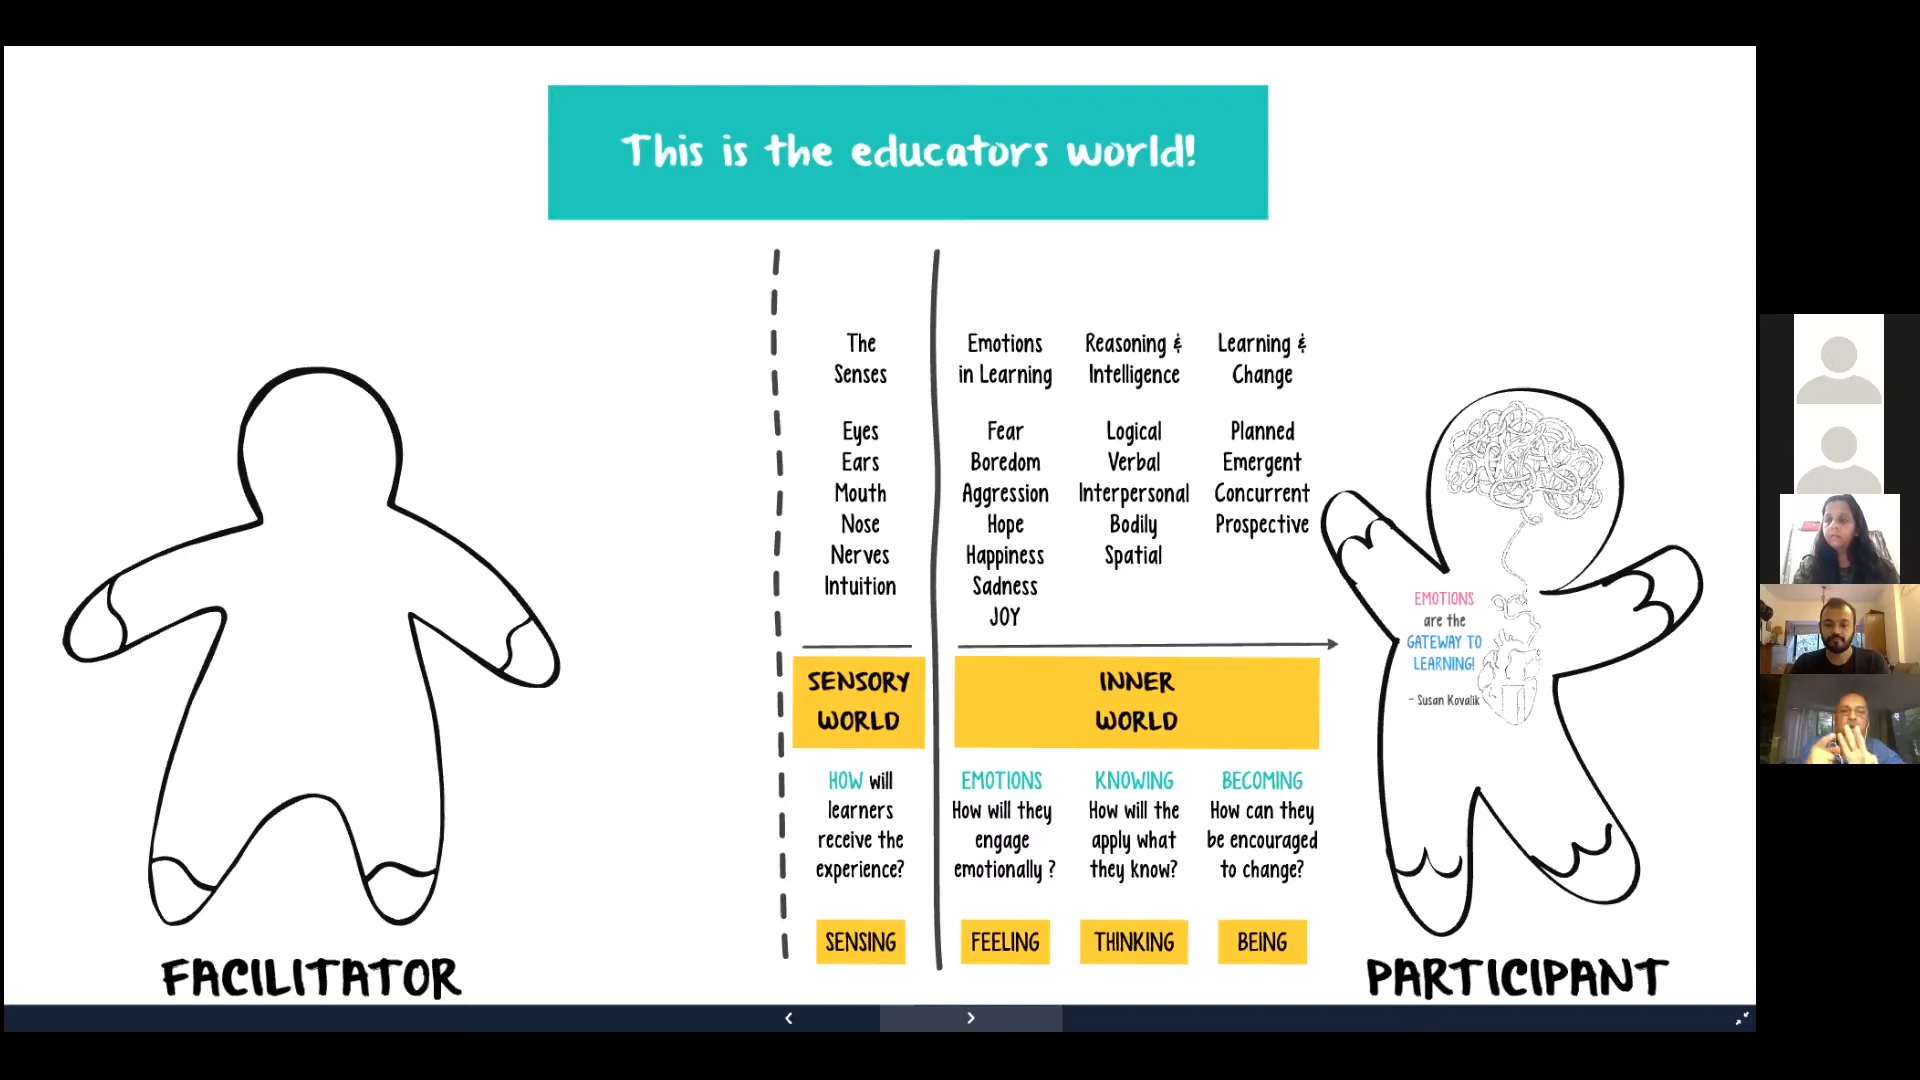 This is the educators world!
The
Senses
Eyes
Ears
Mouth
Nose
Nerves
Intuition
Emotions
in Learning
Fear
Boredom
Aggression
Hope
Happiness
Sadness
JOY
Reasoning &
Intelligence
Logical
Verbal
Interpersonal
Bodily
Spatial
Learning &
Change
Planned
Emergent
Concurrent
Prospective
SENSORY
WORLD
INNER
WORLD
HOW will
learners
receive the
experience?
EMOTIONS
How will they
engage
emotionally ?
KNOWING
How will the
apply what
they know?
BECOMING
How can they
be encouraged
to change?
SENSING
FEELING
THINKING
BEING
EMOTIONS
are the
GATEWAY TO
LEARNING!
- Susan Kovalik
FACILITATOR
PARTICIPANT